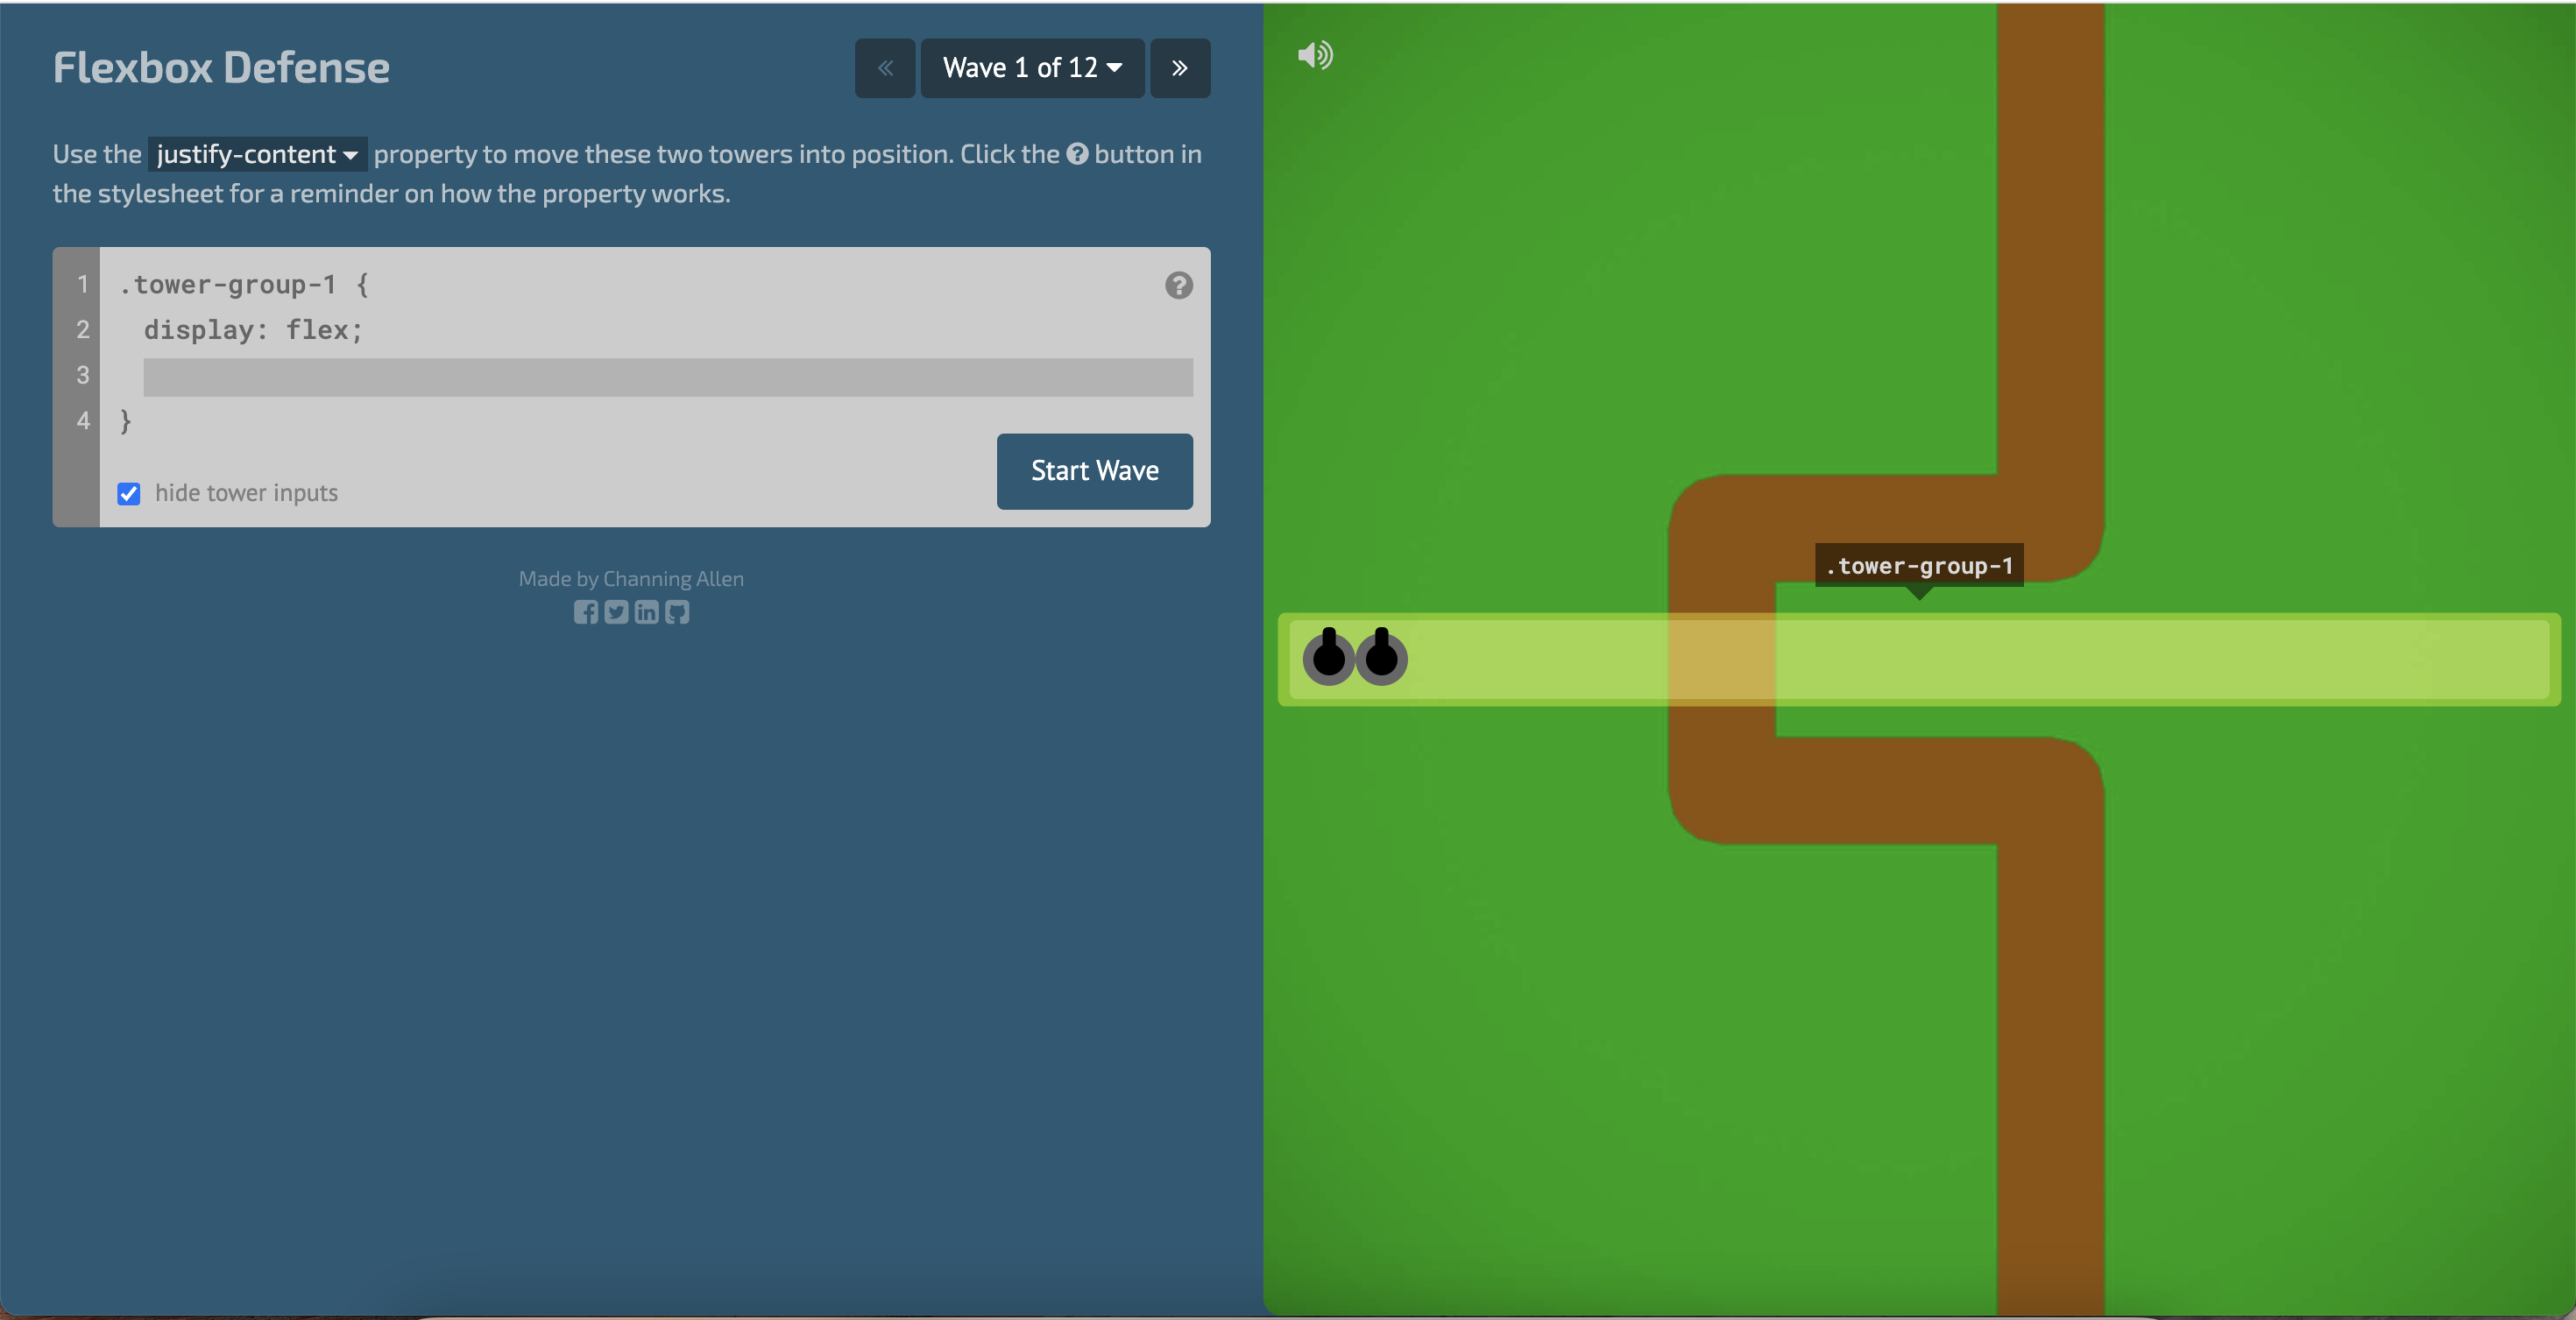 Flexbox Defense
« Wave 1 of 12 »
Use the justify-content property to move these two towers into position. Click the ? button in
the stylesheet for a reminder on how the property works.
1 .tower-group-1 { ?
2 display: flex;
3
4 }
hide tower inputs
Start Wave
Made by Channing Allen
.tower-group-1